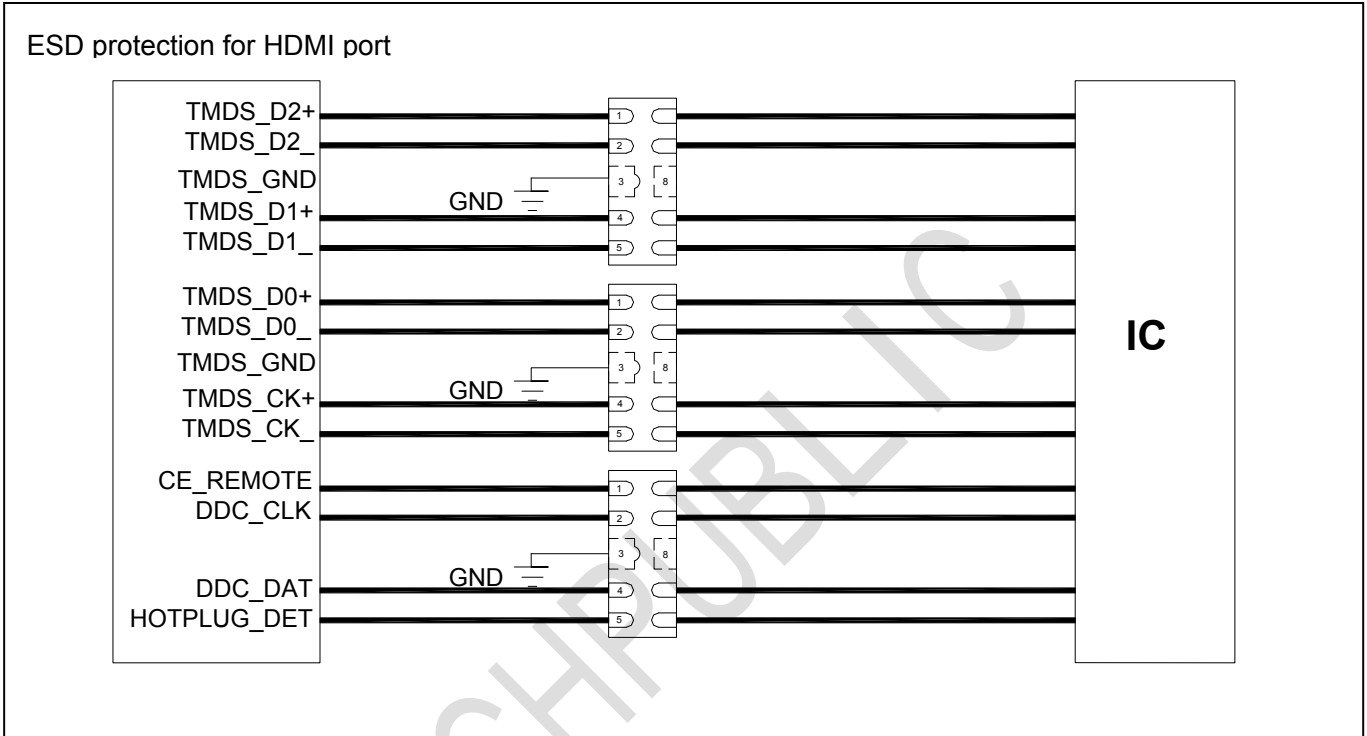 ESD protection for HDMI port
TMDS_D2+
TMDS_D2_
TMDS_GND
TMDS_D1+
TMDS_D1_
TMDS_D0+
TMDS_D0_
TMDS_GND
TMDS_CK+
TMDS_CK_
CE_REMOTE
DDC_CLK
DDC_DAT
HOTPLUG_DET
GND
1
2
3 8
4
5
GND
1
2
3 8
4
5
GND
1
2
3 8
4
5
IC
CHPUBLIC